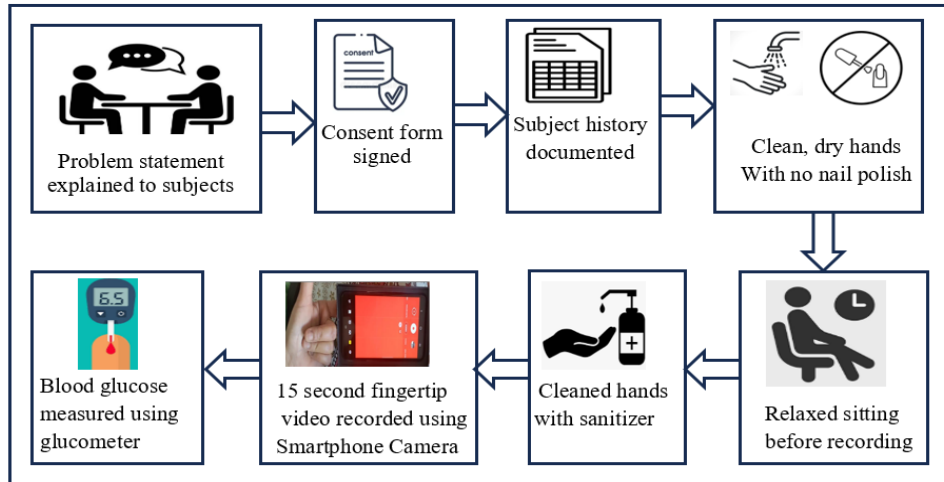 Problem statement
explained to subjects
consent
Consent form
signed
Subject history
documented
Clean, dry hands
With no nail polish
Relaxed sitting
before recording
Cleaned hands
with sanitizer
15 second fingertip
video recorded using
Smartphone Camera
6.5
Blood glucose
measured using
glucometer